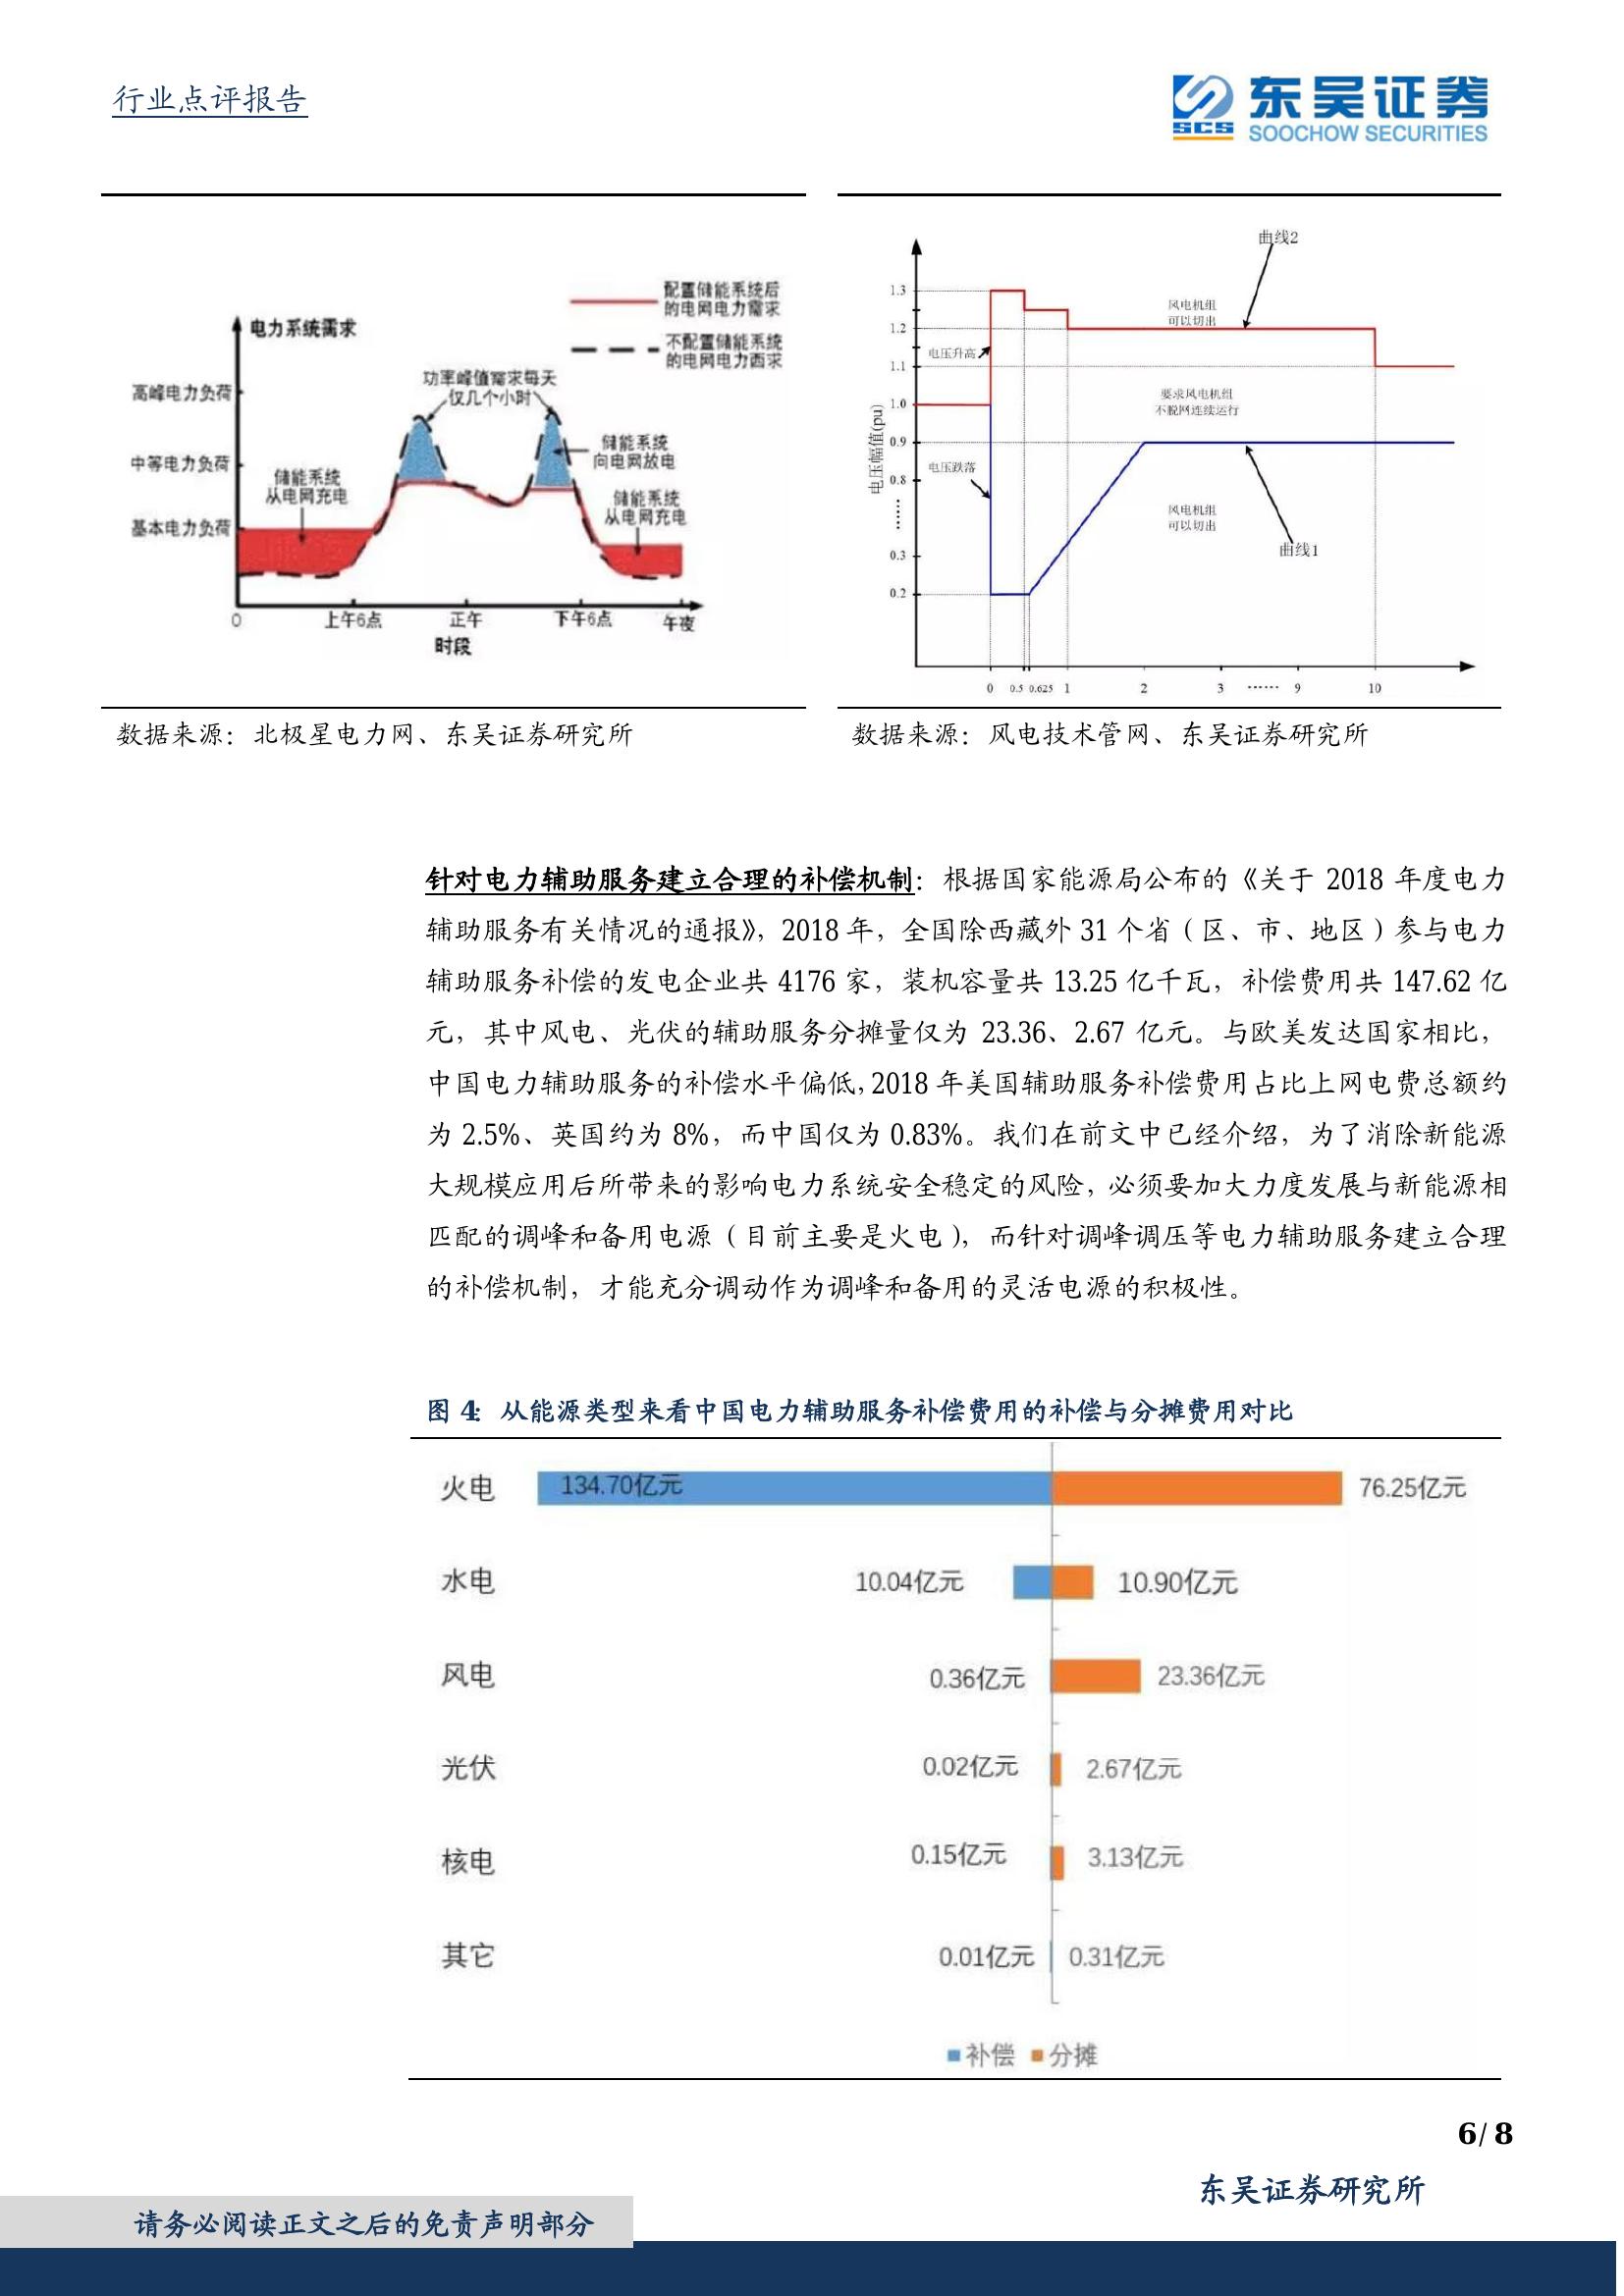 行业点评报告
东吴证券
SCS
SOOCHOW SECURITIES
配置储能系统后
的电网电力需求
不配置储能系统
的电网电力西求
电力系统需求
功率峰值需求每天
仅几个小时
高峰电力负荷
中等电力负荷
基本电力负荷
储能系统
从电网充电
储能系统
向电网放电
储能系统
从电网充电
0
上午6点
正午
下午6点
午夜
时段
曲线2
1.3
1.2
1.1
1.0
0.9
0.8
……
0.3
0.2
电压幅值(pu)
风电机组
可以切出
电压升高
要求风电机组
不脱网连续运行
电压跌落
风电机组
可以切出
曲线1
0 0.5 0.625 1 2 3 …… 9 10
数据来源：北极星电力网、东吴证券研究所
数据来源：风电技术管网、东吴证券研究所
针对电力辅助服务建立合理的补偿机制：根据国家能源局公布的《关于 2018 年度电力
辅助服务有关情况的通报》，2018 年，全国除西藏外 31 个省（区、市、地区）参与电力
辅助服务补偿的发电企业共 4176 家，装机容量共 13.25 亿千瓦，补偿费用共 147.62 亿
元，其中风电、光伏的辅助服务分摊量仅为 23.36、2.67 亿元。与欧美发达国家相比，
中国电力辅助服务的补偿水平偏低，2018 年美国辅助服务补偿费用占比上网电费总额约
为 2.5%、英国约为 8%，而中国仅为 0.83%。我们在前文中已经介绍，为了消除新能源
大规模应用后所带来的影响电力系统安全稳定的风险，必须要加大力度发展与新能源相
匹配的调峰和备用电源（目前主要是火电），而针对调峰调压等电力辅助服务建立合理
的补偿机制，才能充分调动作为调峰和备用的灵活电源的积极性。
图 4：从能源类型来看中国电力辅助服务补偿费用的补偿与分摊费用对比
火电 134.70亿元 76.25亿元
水电 10.04亿元 10.90亿元
风电 0.36亿元 23.36亿元
光伏 0.02亿元 2.67亿元
核电 0.15亿元 3.13亿元
其它 0.01亿元 0.31亿元
补偿 分摊
6 / 8
东吴证券研究所
请务必阅读正文之后的免责声明部分